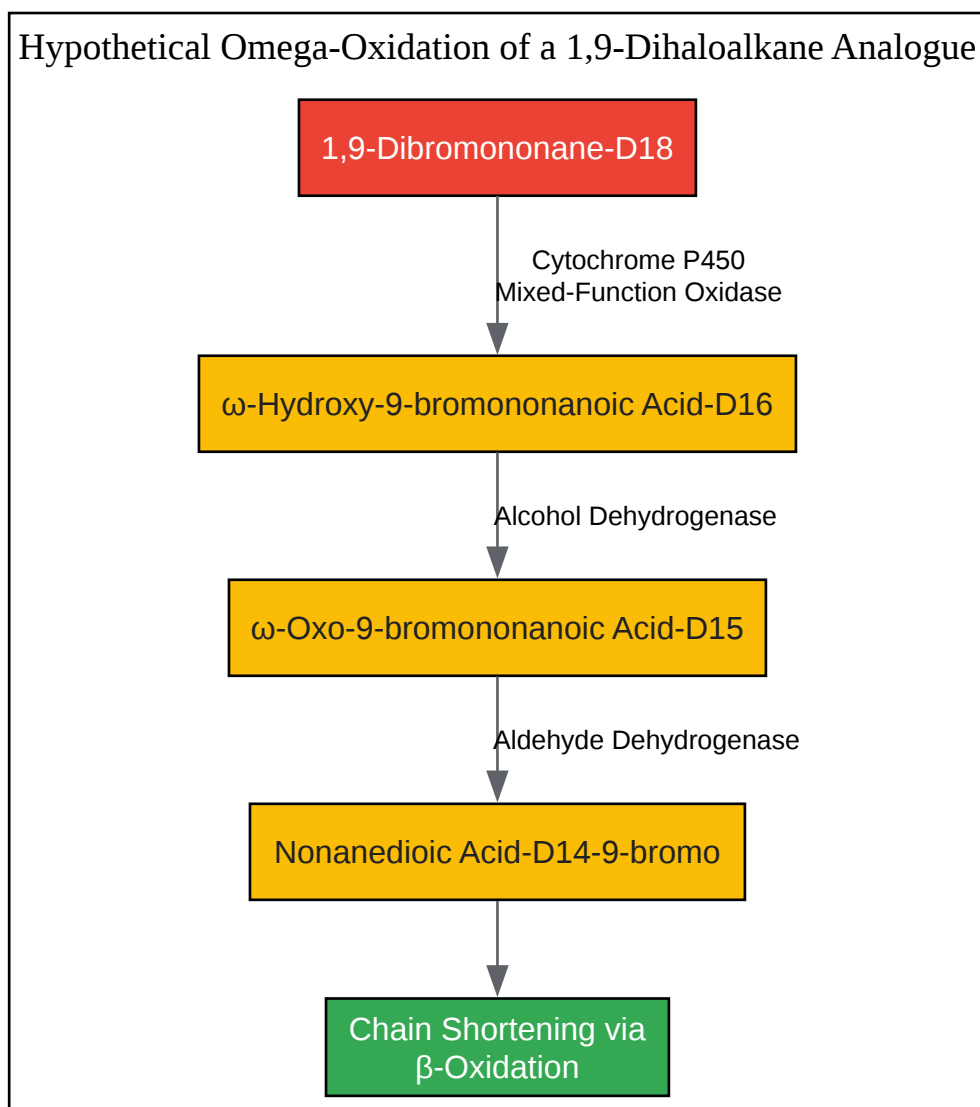 Hypothetical Omega-Oxidation of a 1,9-Dihaloalkane Analogue
1,9-Dibromononane-D18
Cytochrome P450
Mixed-Function Oxidase
ω-Hydroxy-9-bromononanoic Acid-D16
Alcohol Dehydrogenase
ω-Oxo-9-bromononanoic Acid-D15
Aldehyde Dehydrogenase
Nonanedioic Acid-D14-9-bromo
Chain Shortening via
β-Oxidation